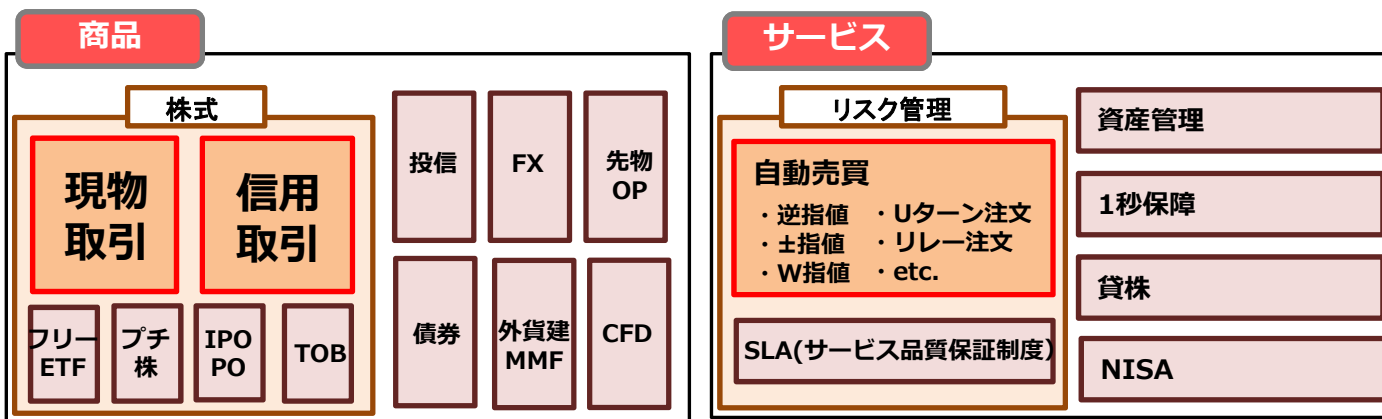 商品
株式
現物
取引
信用
取引
フリー
ETF
プチ
株
IPO
PO
TOB
投信
FX
先物
OP
債券
外貨建
MMF
CFD
サービス
リスク管理
自動売買
・逆指値 ・Uターン注文
・±指値 ・リレー注文
・W指値 ・etc.
SLA(サービス品質保証制度)
資産管理
1秒保障
貸株
NISA